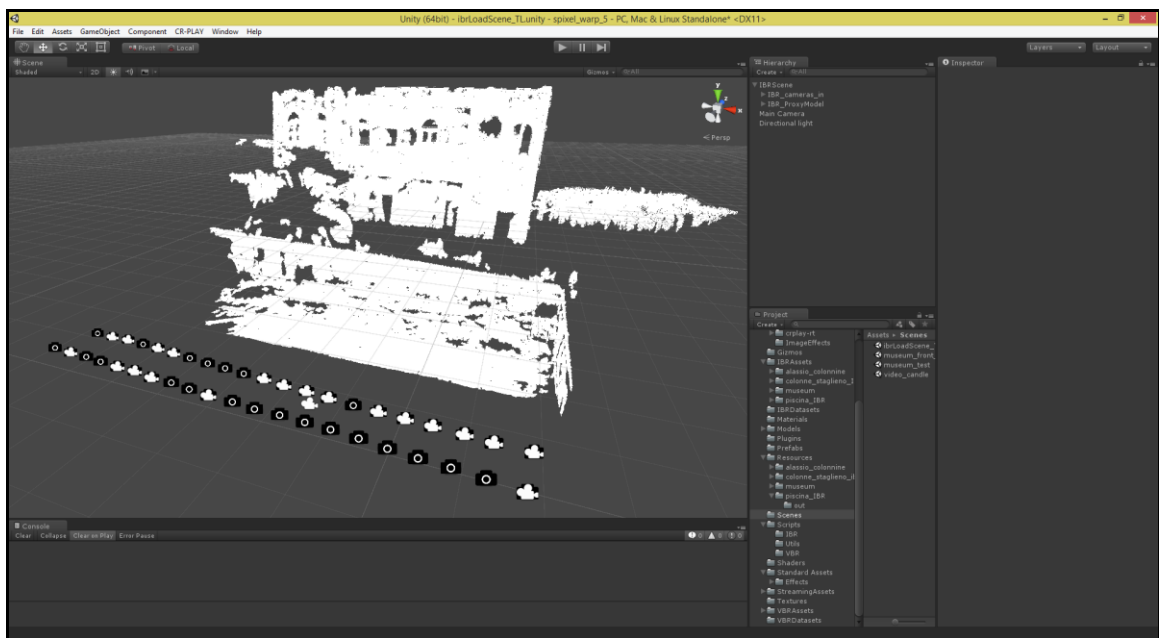 Unity (64bit) - ibrLoadScene_TL.unity - spixel_warp_5 - PC, Mac & Linux Standalone* <DX11>
File Edit Assets GameObject Component CR-PLAY Window Help
Pivot Local Layers Layout
Scene
Shaded 2D Gizmos All
y
x
z
Persp
Hierarchy
Create All
IBRScene
IBR_cameras_in
IBR_ProxyModel
Main Camera
Directional light
Inspector
Project
Create
crplay-rt
ImageEffects
Gizmos
IBRAssets
alassio_colonnine
colonne_staglieno_I
museum
piscina_IBR
IBRDatasets
Materials
Models
Plugins
Prefabs
Resources
alassio_colonnine
colonne_staglieno_i
museum
piscina_IBR
out
Scenes
Scripts
IBR
Utils
VBR
Shaders
Standard Assets
Effects
StreamingAssets
Textures
VBRAssets
VBRDatasets
Assets Scenes
ibrLoadScene_
museum_front_
museum_test
video_candle
Console
Clear Collapse Clear on Play Error Pause 0 0 0